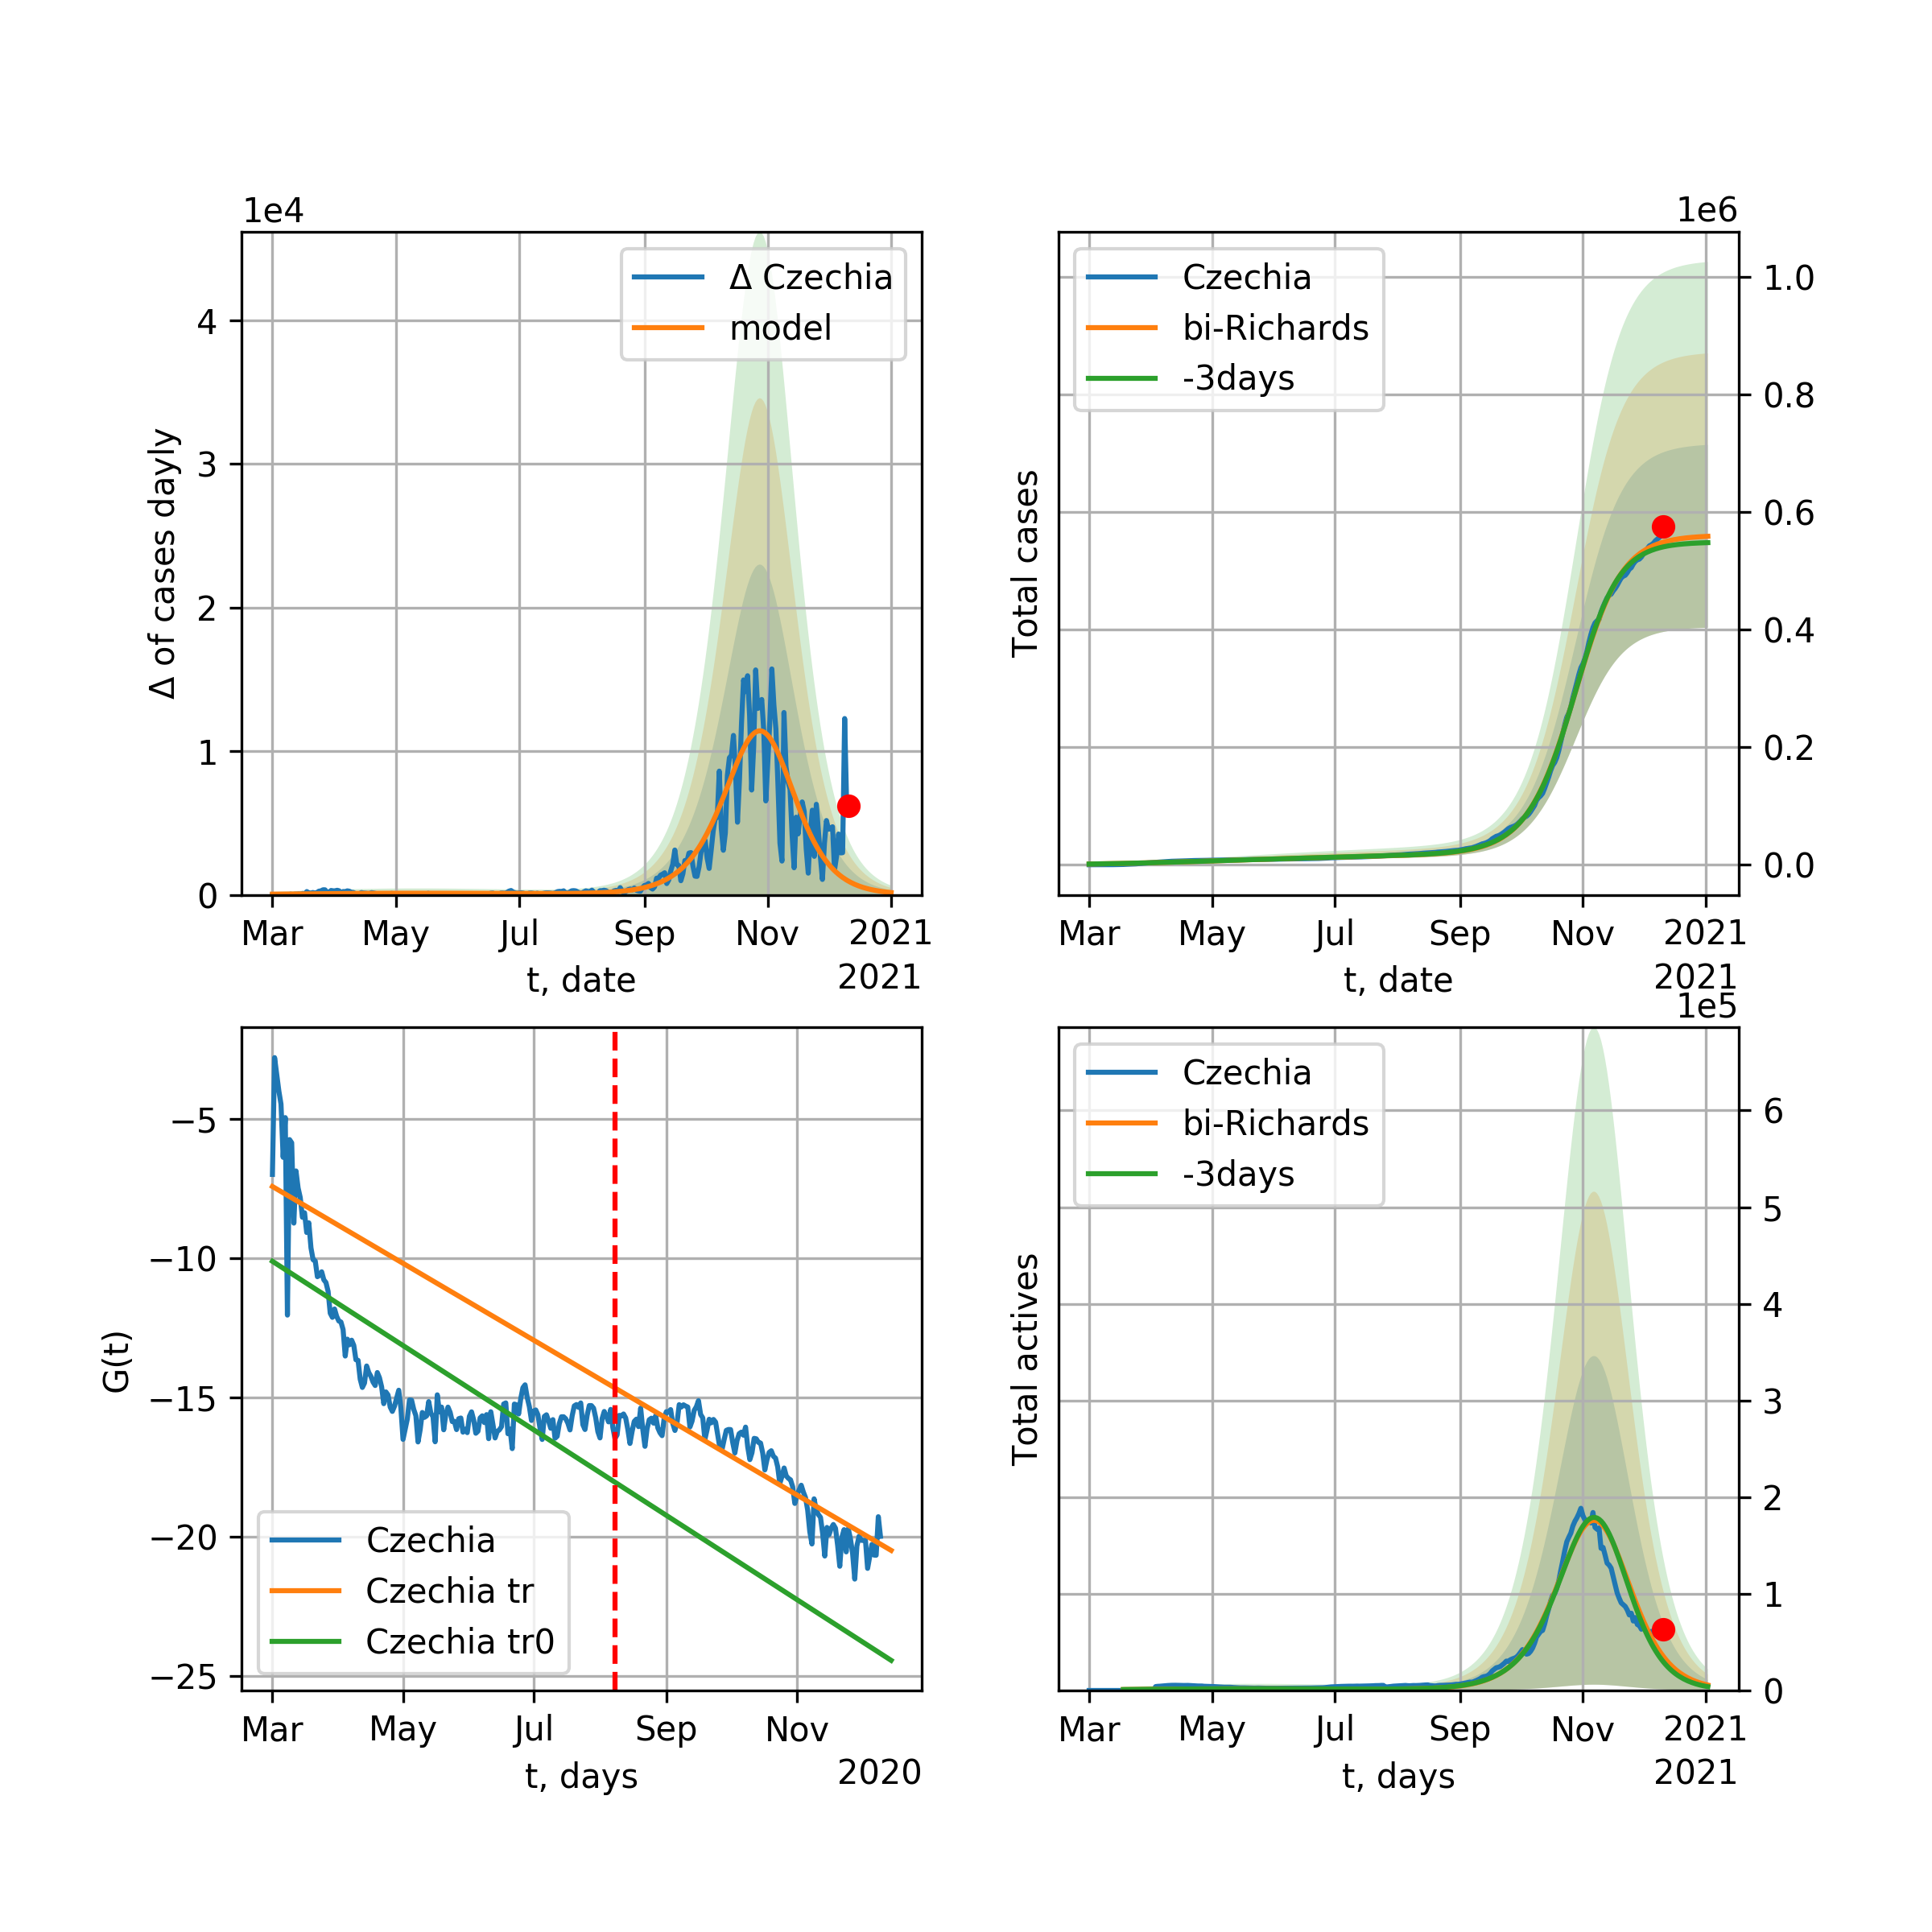 1e4
Δ Czechia
model
4
3
2
1
0
Δ of cases dayly
Mar May Jul Sep Nov 2021
t, date
2021
1e6
Czechia
bi-Richards
-3days
1.0
0.8
0.6
0.4
0.2
0.0
Total cases
Mar May Jul Sep Nov 2021
t, date
2021
−5
−10
−15
−20
−25
G(t)
Czechia
Czechia tr
Czechia tr0
Mar May Jul Sep Nov
t, days
2020
1e5
Czechia
bi-Richards
-3days
6
5
4
3
2
1
0
Total actives
Mar May Jul Sep Nov 2021
t, days
2021